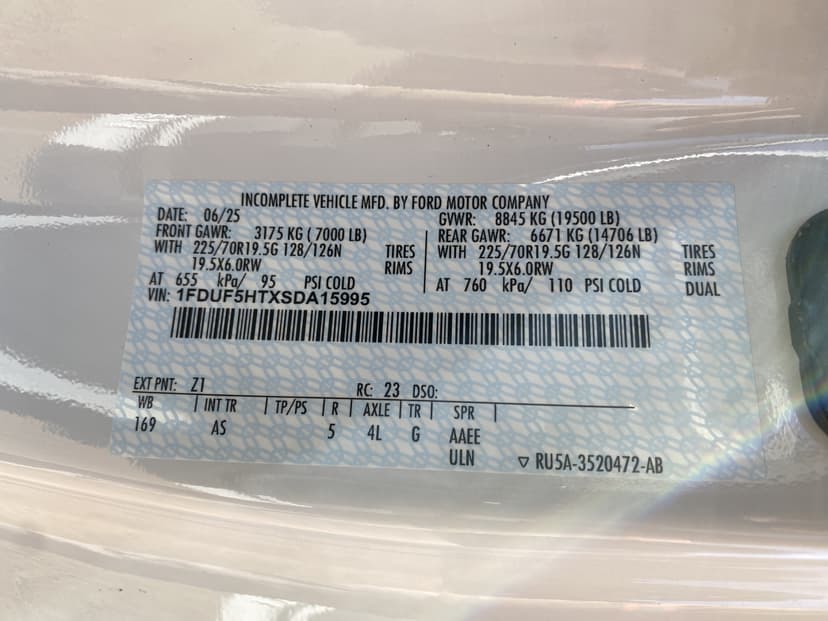 INCOMPLETE VEHICLE MFD. BY FORD MOTOR COMPANY
DATE: 06/25 GVWR: 8845 KG (19500 LB)
FRONT GAWR: 3175 KG ( 7000 LB) REAR GAWR: 6671 KG (14706 LB)
WITH 225/70R19.5G 128/126N TIRES WITH 225/70R19.5G 128/126N TIRES
19.5X6.0RW RIMS 19.5X6.0RW RIMS
AT 655 kPa/ 95 PSI COLD AT 760 kPa/ 110 PSI COLD DUAL
VIN: 1FDUF5HTXSDA15995
EXT PNT: Z1 RC: 23 DSO:
WB INT TR TP/PS R AXLE TR SPR
169 AS 5 4L G AAEE
ULN ▽ RU5A-3520472-AB